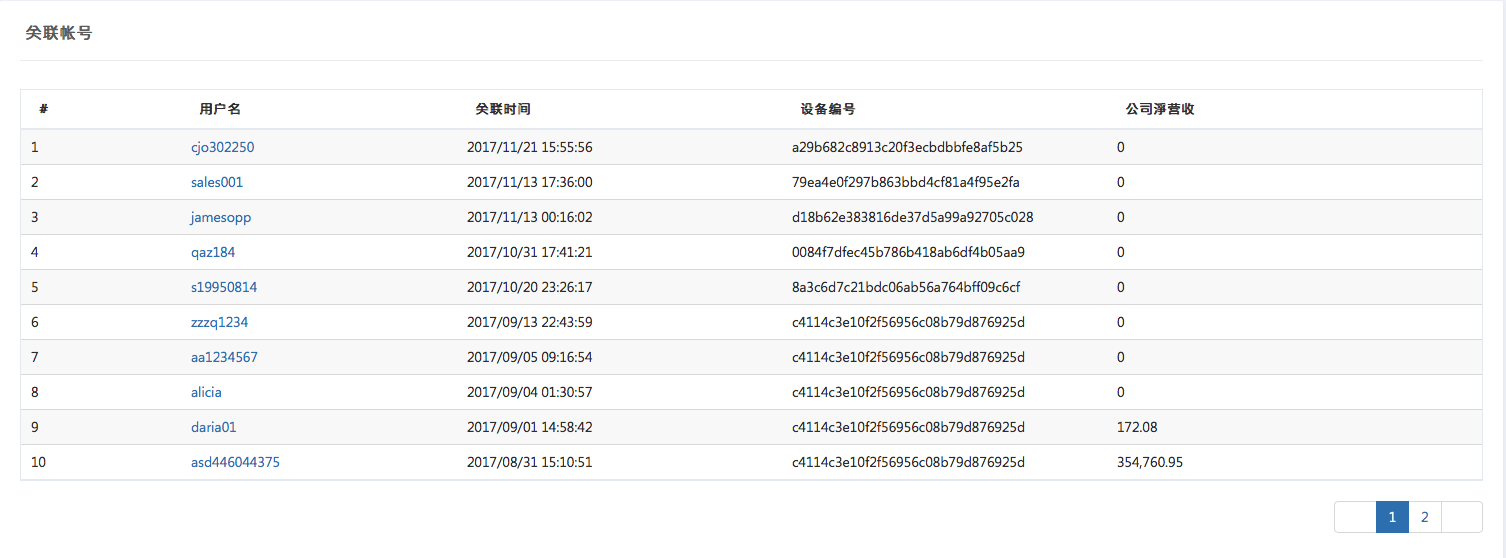 关联帐号
# 用户名 关联时间 设备编号 公司淨营收
1 cjo302250 2017/11/21 15:55:56 a29b682c8913c20f3ecbdbbfe8af5b25 0
2 sales001 2017/11/13 17:36:00 79ea4e0f297b863bbd4cf81a4f95e2fa 0
3 jamesopp 2017/11/13 00:16:02 d18b62e383816de37d5a99a92705c028 0
4 qaz184 2017/10/31 17:41:21 0084f7dfec45b786b418ab6df4b05aa9 0
5 s19950814 2017/10/20 23:26:17 8a3c6d7c21bdc06ab56a764bff09c6cf 0
6 zzzq1234 2017/09/13 22:43:59 c4114c3e10f2f56956c08b79d876925d 0
7 aa1234567 2017/09/05 09:16:54 c4114c3e10f2f56956c08b79d876925d 0
8 alicia 2017/09/04 01:30:57 c4114c3e10f2f56956c08b79d876925d 0
9 daria01 2017/09/01 14:58:42 c4114c3e10f2f56956c08b79d876925d 172.08
10 asd446044375 2017/08/31 15:10:51 c4114c3e10f2f56956c08b79d876925d 354,760.95
1 2